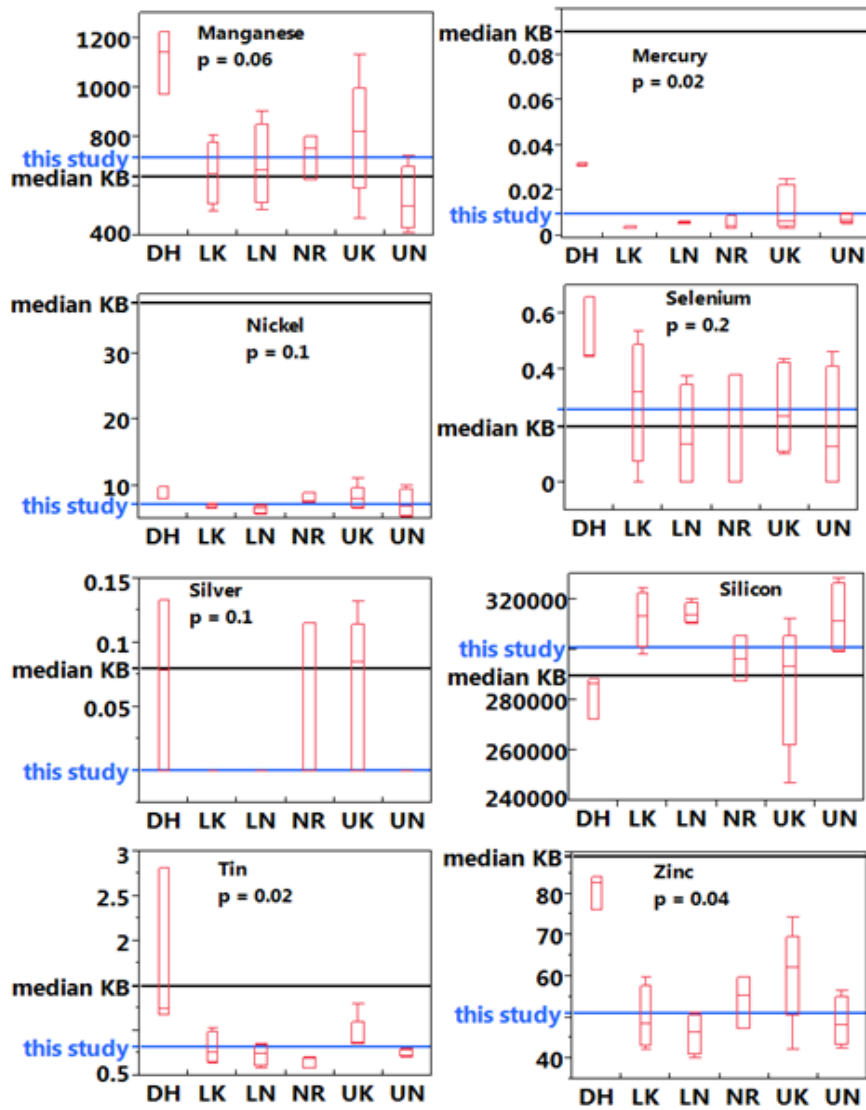 Manganese
p = 0.06
1200
1000
800
this study
median KB
400
DH LK LN NR UK UN
median KB
Mercury
p = 0.02
0.08
0.06
0.04
0.02
this study
0
DH LK LN NR UK UN
median KB
Nickel
p = 0.1
30
20
10
this study
DH LK LN NR UK UN
Selenium
p = 0.2
0.6
0.4
median KB
0
DH LK LN NR UK UN
Silver
p = 0.1
0.15
0.1
median KB
0.05
this study
DH LK LN NR UK UN
Silicon
320000
this study
median KB
280000
260000
240000
DH LK LN NR UK UN
Tin
p = 0.02
3
2.5
2
median KB
this study
0.5
DH LK LN NR UK UN
median KB
Zinc
p = 0.04
80
70
60
this study
40
DH LK LN NR UK UN